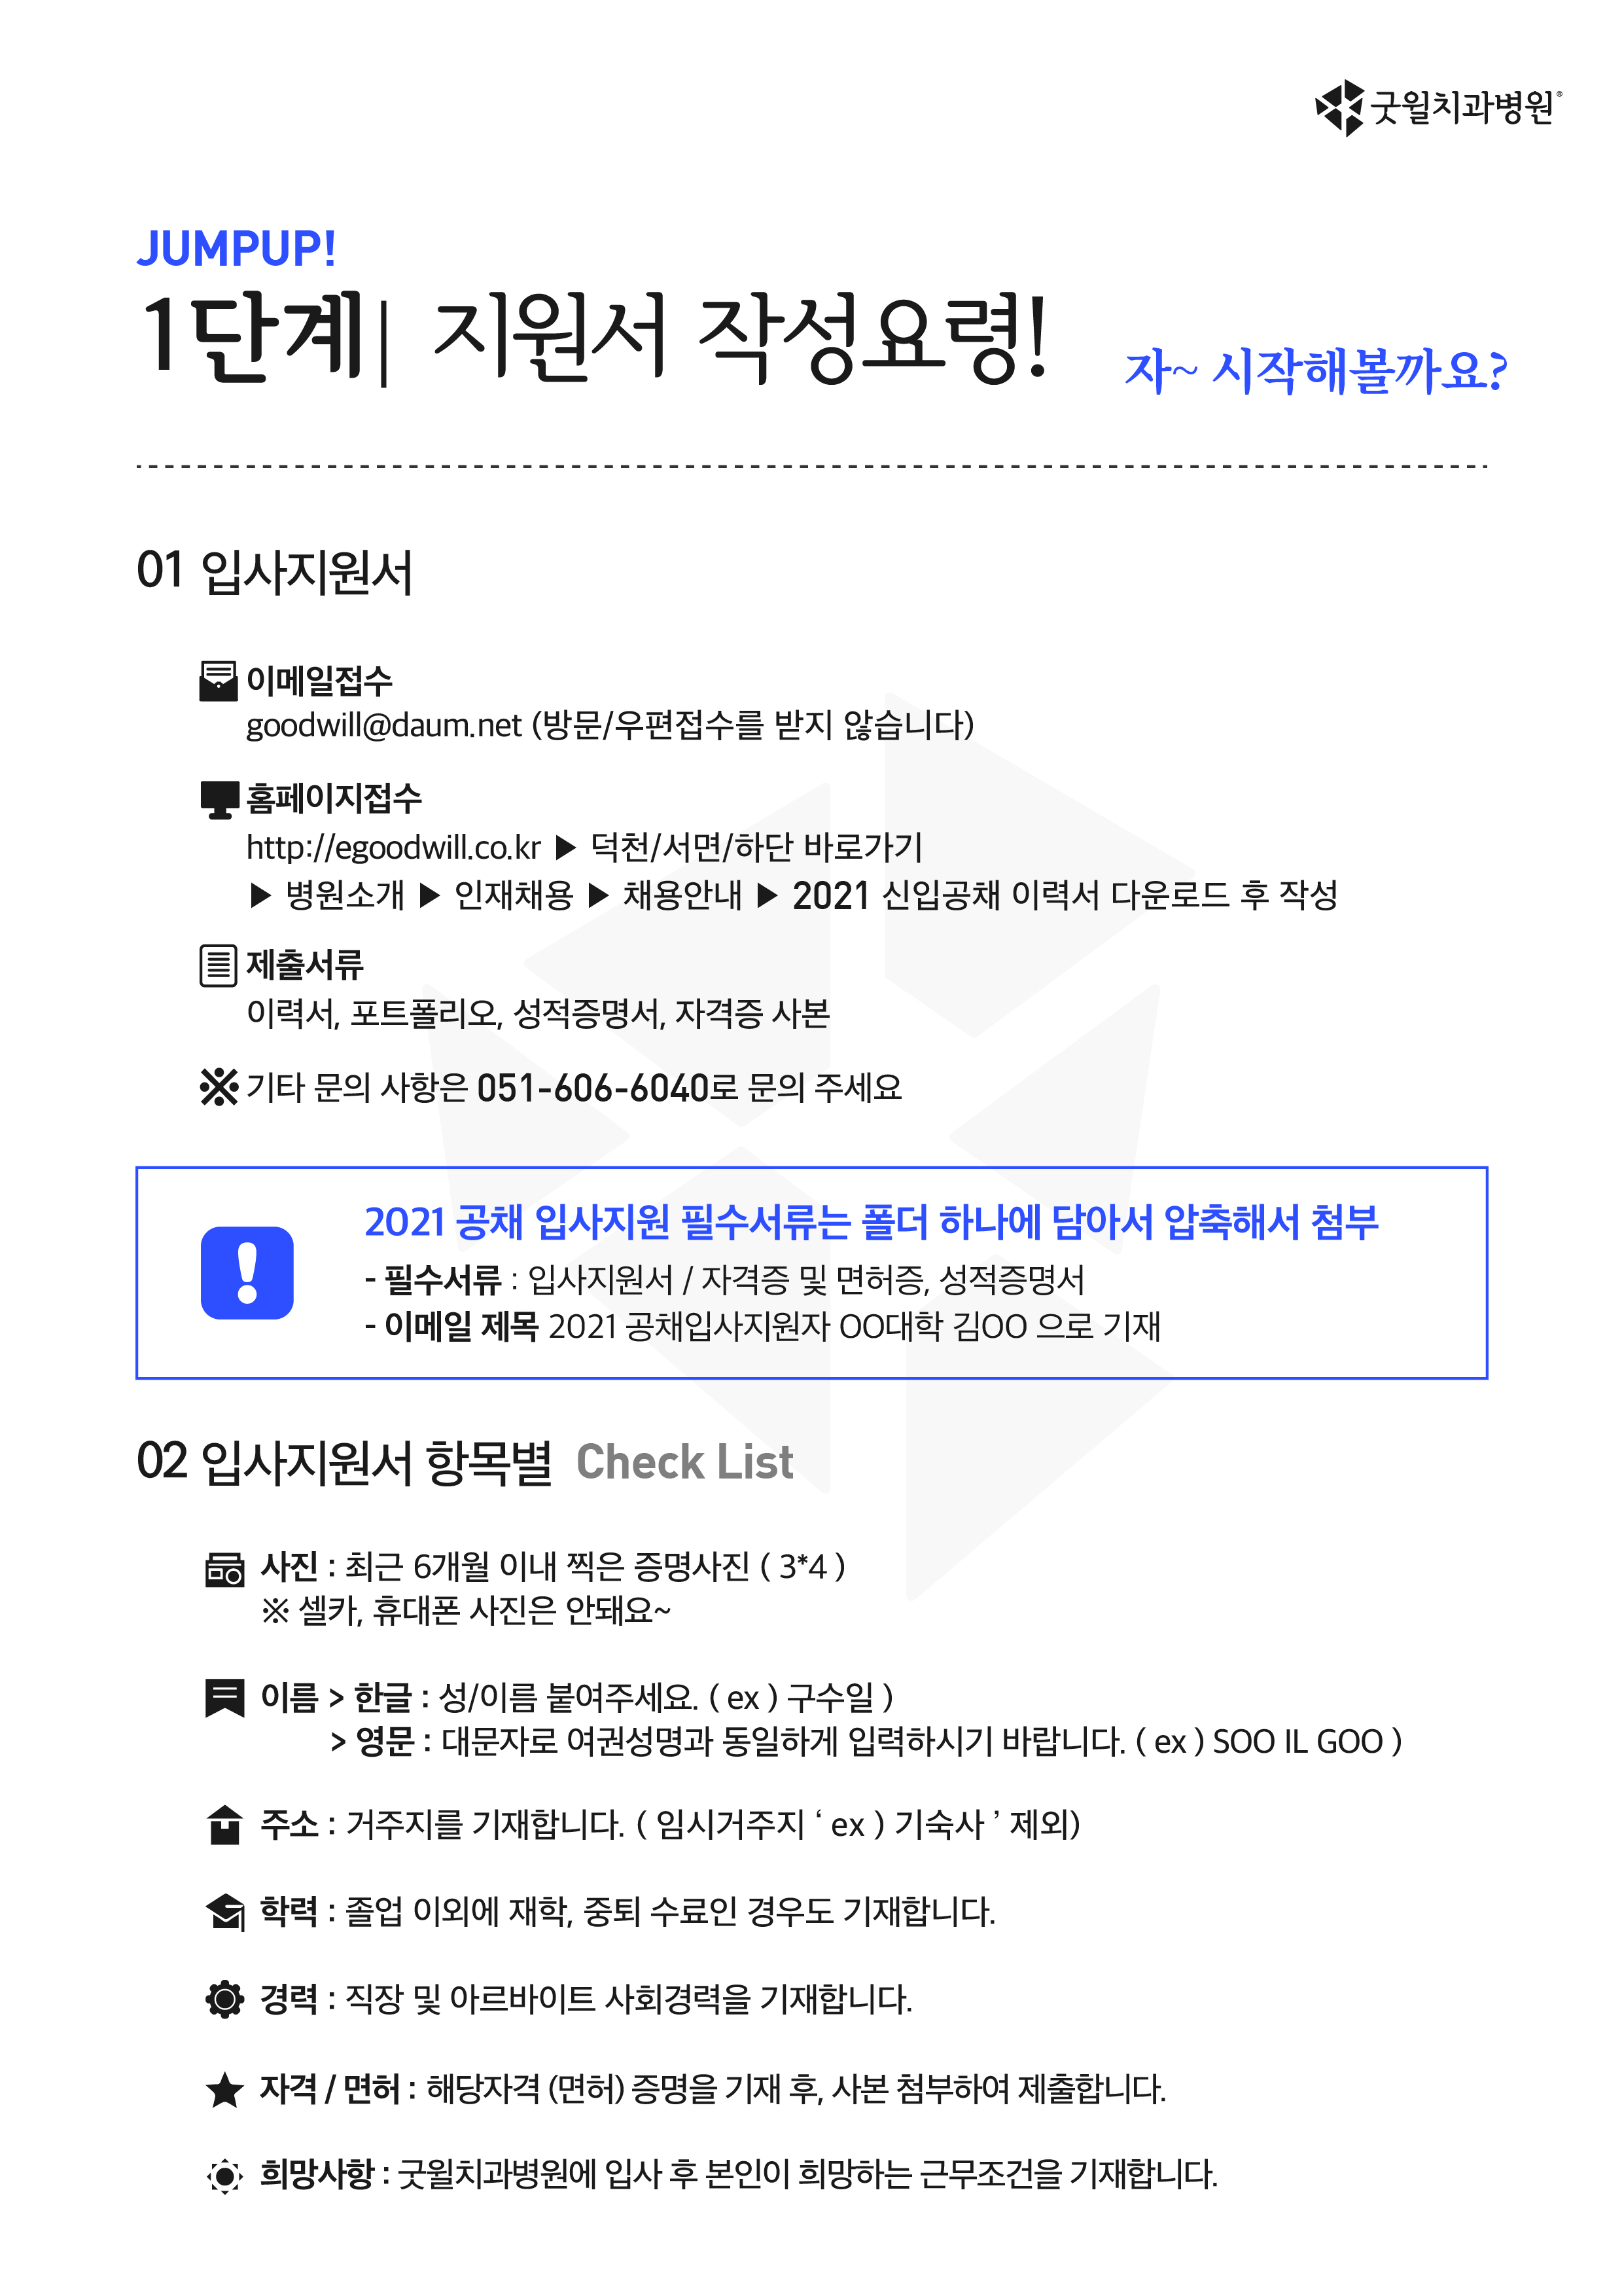 굿윌치과병원®
JUMPUP!
1단계| 지원서 작성요령!
자~ 시작해볼까요?
01 입사지원서
이메일접수
goodwill@daum.net (방문/우편접수를 받지 않습니다)
홈페이지접수
http://egoodwill.co.kr ▶ 덕천/서면/하단 바로가기
▶ 병원소개 ▶ 인재채용 ▶ 채용안내 ▶ 2021 신입공채 이력서 다운로드 후 작성
제출서류
이력서, 포트폴리오, 성적증명서, 자격증 사본
※ 기타 문의 사항은 051-606-6040로 문의 주세요
2021 공채 입사지원 필수서류는 폴더 하나에 담아서 압축해서 첨부
- 필수서류 : 입사지원서 / 자격증 및 면허증, 성적증명서
- 이메일 제목 2021 공채입사지원자 OO대학 김OO 으로 기재
02 입사지원서 항목별 Check List
사진 : 최근 6개월 이내 찍은 증명사진 ( 3*4 )
※ 셀카, 휴대폰 사진은 안돼요~
이름 > 한글 : 성/이름 붙여주세요. ( ex ) 구수일 )
> 영문 : 대문자로 여권성명과 동일하게 입력하시기 바랍니다. ( ex ) SOO IL GOO )
주소 : 거주지를 기재합니다. ( 임시거주지 ‘ ex ) 기숙사 ’ 제외)
학력 : 졸업 이외에 재학, 중퇴 수료인 경우도 기재합니다.
경력 : 직장 및 아르바이트 사회경력을 기재합니다.
자격 / 면허 : 해당자격 (면허) 증명을 기재 후, 사본 첨부하여 제출합니다.
희망사항 : 굿윌치과병원에 입사 후 본인이 희망하는 근무조건을 기재합니다.